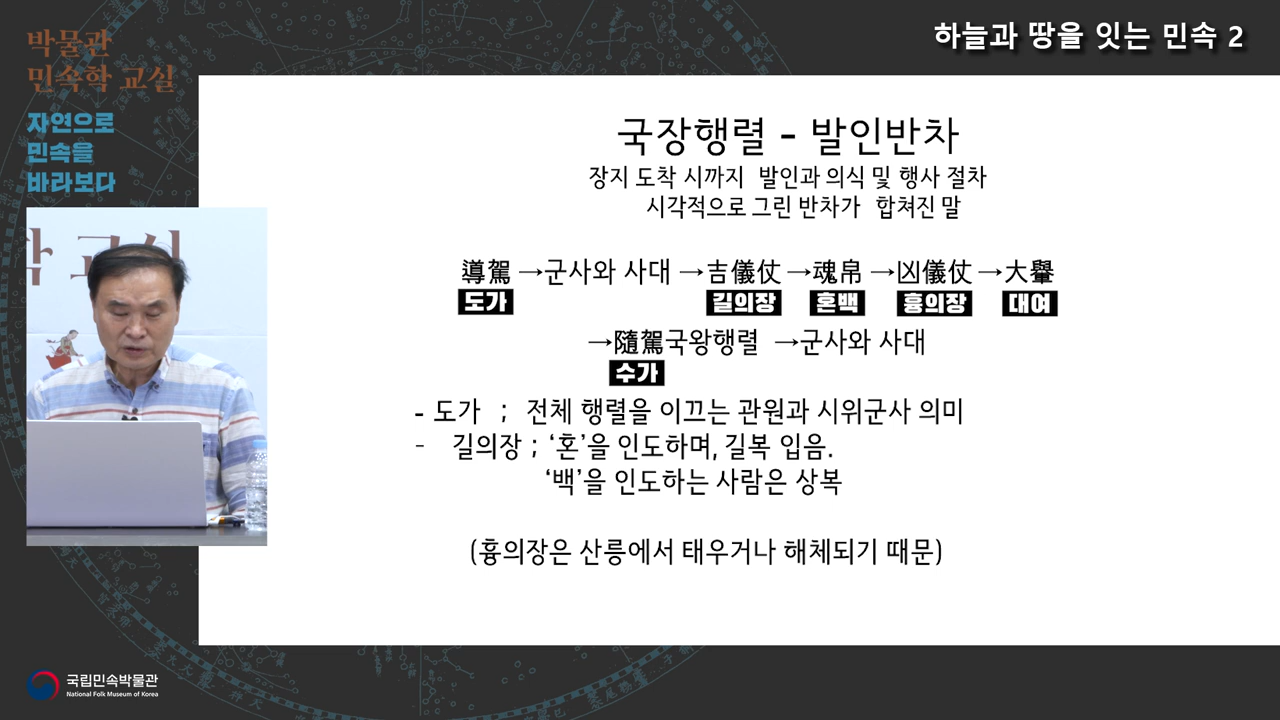 하늘과 땅을 잇는 민속 2
박물관
민속학 교실
자연으로
민속을
바라보다
국장행렬 - 발인반차
장지 도착 시까지 발인과 의식 및 행사 절차
시각적으로 그린 반차가 합쳐진 말
導駕→군사와 사대→吉儀仗→魂帛→凶儀仗→大轝
도가 길의장 혼백 흉의장 대여
→隨駕국왕행렬 →군사와 사대
수가
- 도가 ; 전체 행렬을 이끄는 관원과 시위군사 의미
- 길의장 ; ‘혼’을 인도하며, 길복 입음.
‘백’을 인도하는 사람은 상복
(흉의장은 산릉에서 태우거나 해체되기 때문)
국립민속박물관
National Folk Museum of Korea